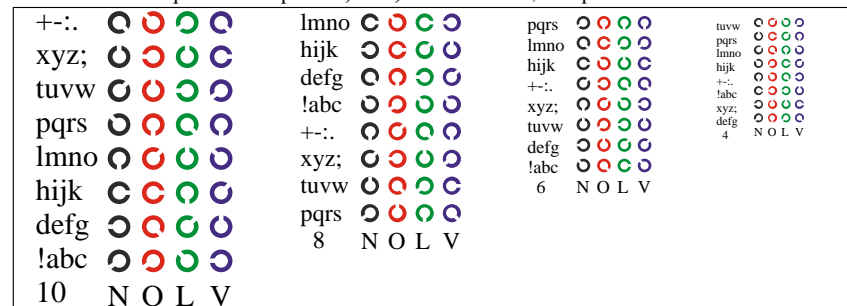 +-:.
xyz;
tuvw
pqrs
lmno
hijk
defg
!abc
10 N O L V
lmno
hijk
defg
!abc
+-:.
xyz;
tuvw
pqrs
8 N O L V
pqrs
lmno
hijk
+-:.
xyz;
tuvw
defg
!abc
6 N O L V
tuvw
pqrs
lmno
hijk
+-:.
!abc
xyz;
defg
4 N O L V